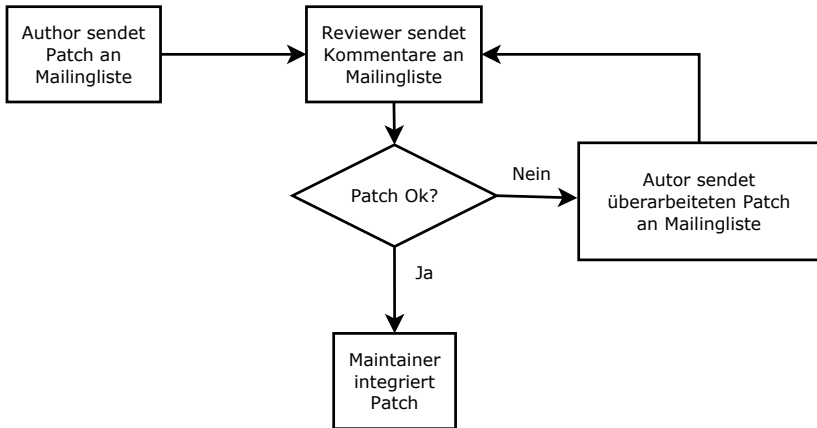 Author sendet
Patch an
Mailingliste
Reviewer sendet
Kommentare an
Mailingliste
Patch Ok?
Nein
Autor sendet
überarbeiteten Patch
an Mailingliste
Ja
Maintainer
integriert
Patch